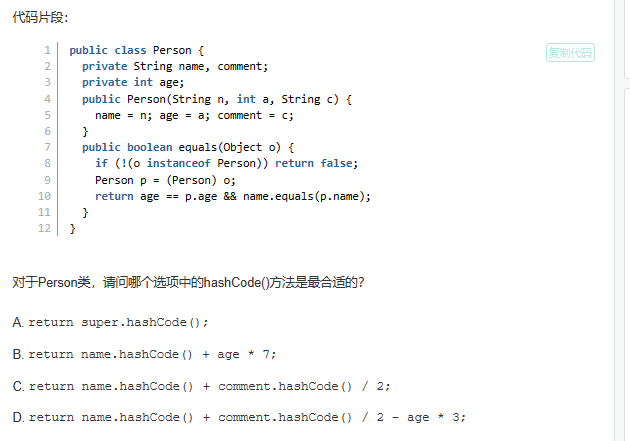 代码片段:
复制代码
1 public class Person {
2   private String name, comment;
3   private int age;
4   public Person(String n, int a, String c) {
5     name = n; age = a; comment = c;
6   }
7   public boolean equals(Object o) {
8     if (!(o instanceof Person)) return false;
9     Person p = (Person) o;
10     return age == p.age && name.equals(p.name);
11   }
12 }
对于Person类，请问哪个选项中的hashCode()方法是最合适的？
A. return super.hashCode();
B. return name.hashCode() + age * 7;
C. return name.hashCode() + comment.hashCode() / 2;
D. return name.hashCode() + comment.hashCode() / 2 - age * 3;